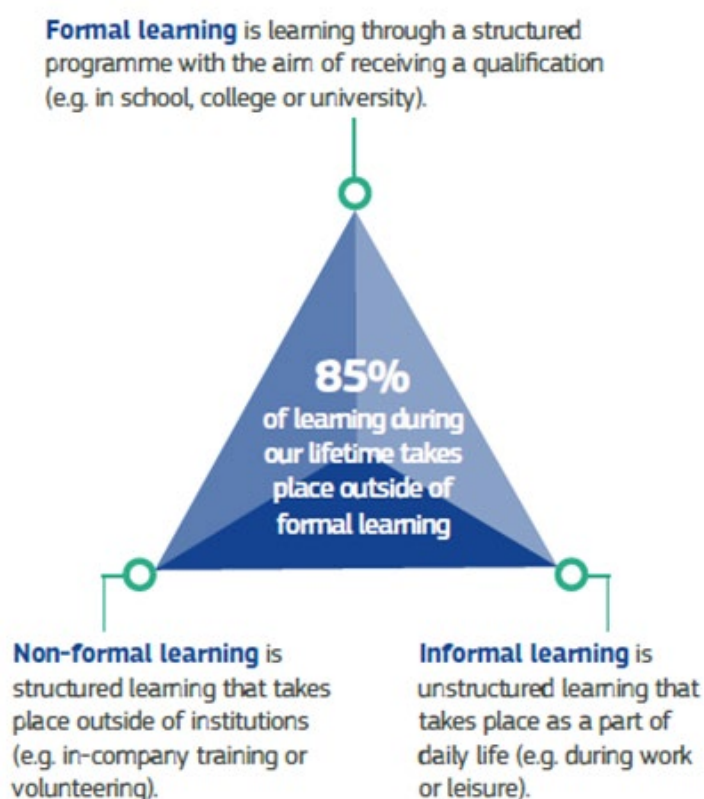 Formal learning is learning through a structured
programme with the aim of receiving a qualification
(e.g. in school, college or university).
85%
of learning during
our lifetime takes
place outside of
formal learning
Non-formal learning is
structured learning that takes
place outside of institutions
(e.g. in-company training or
volunteering).
Informal learning is
unstructured learning that
takes place as a part of
daily life (e.g. during work
or leisure).